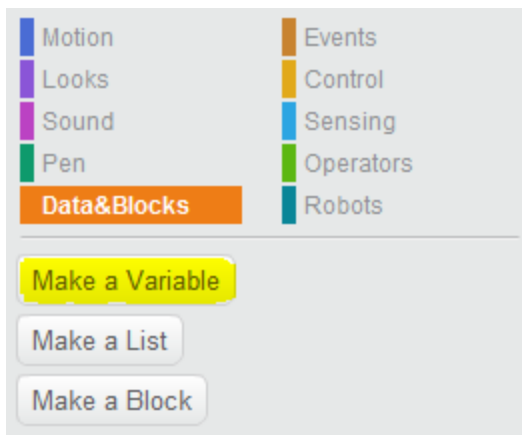 Motion
Looks
Sound
Pen
Data&Blocks
Events
Control
Sensing
Operators
Robots
Make a Variable
Make a List
Make a Block